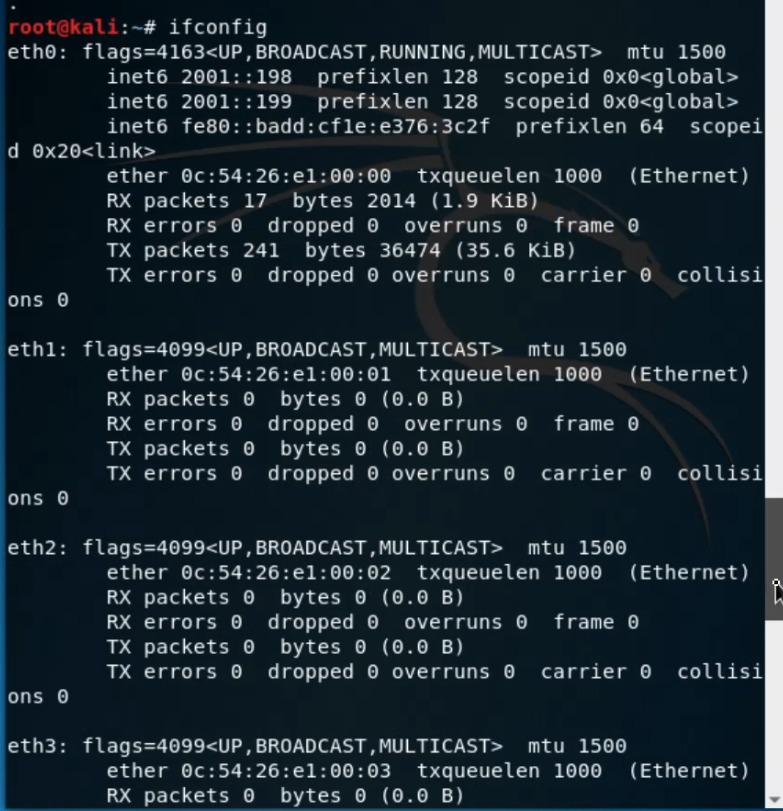 .
root@kali:~# ifconfig
eth0: flags=4163<UP,BROADCAST,RUNNING,MULTICAST>  mtu 1500
        inet6 2001::198  prefixlen 128  scopeid 0x0<global>
        inet6 2001::199  prefixlen 128  scopeid 0x0<global>
        inet6 fe80::badd:cf1e:e376:3c2f  prefixlen 64  scopei
d 0x20<link>
        ether 0c:54:26:e1:00:00  txqueuelen 1000  (Ethernet)
        RX packets 17  bytes 2014 (1.9 KiB)
        RX errors 0  dropped 0  overruns 0  frame 0
        TX packets 241  bytes 36474 (35.6 KiB)
        TX errors 0  dropped 0 overruns 0  carrier 0  collisi
ons 0

eth1: flags=4099<UP,BROADCAST,MULTICAST>  mtu 1500
        ether 0c:54:26:e1:00:01  txqueuelen 1000  (Ethernet)
        RX packets 0  bytes 0 (0.0 B)
        RX errors 0  dropped 0  overruns 0  frame 0
        TX packets 0  bytes 0 (0.0 B)
        TX errors 0  dropped 0 overruns 0  carrier 0  collisi
ons 0

eth2: flags=4099<UP,BROADCAST,MULTICAST>  mtu 1500
        ether 0c:54:26:e1:00:02  txqueuelen 1000  (Ethernet)
        RX packets 0  bytes 0 (0.0 B)
        RX errors 0  dropped 0  overruns 0  frame 0
        TX packets 0  bytes 0 (0.0 B)
        TX errors 0  dropped 0 overruns 0  carrier 0  collisi
ons 0

eth3: flags=4099<UP,BROADCAST,MULTICAST>  mtu 1500
        ether 0c:54:26:e1:00:03  txqueuelen 1000  (Ethernet)
        RX packets 0  bytes 0 (0.0 B)